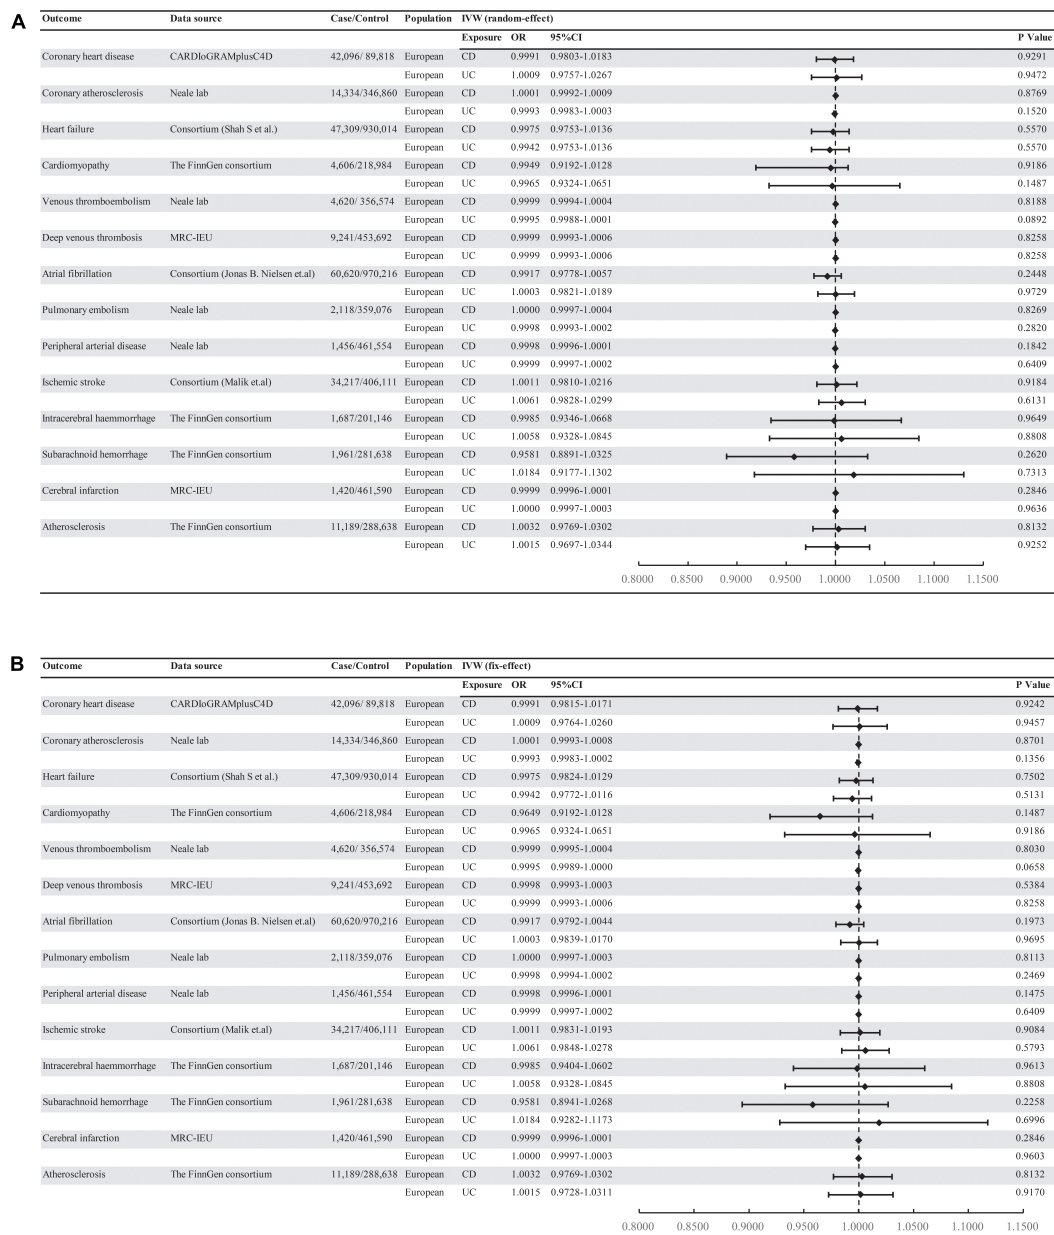 A
Outcome Data source Case/Control Population IVW (random-effect)
Exposure OR 95%CI P Value
Coronary heart disease CARDIoGRAMplusC4D 42,096/ 89,818 European CD 0.9991 0.9803-1.0183 0.9291
European UC 1.0009 0.9757-1.0267 0.9472
Coronary atherosclerosis Neale lab 14,334/346,860 European CD 1.0001 0.9992-1.0009 0.8769
European UC 0.9993 0.9983-1.0003 0.1520
Heart failure Consortium (Shah S et al.) 47,309/930,014 European CD 0.9975 0.9753-1.0136 0.5570
European UC 0.9942 0.9753-1.0136 0.5570
Cardiomyopathy The FinnGen consortium 4,606/218,984 European CD 0.9949 0.9192-1.0128 0.9186
European UC 0.9965 0.9324-1.0651 0.1487
Venous thromboembolism Neale lab 4,620/ 356,574 European CD 0.9999 0.9994-1.0004 0.8188
European UC 0.9995 0.9988-1.0001 0.0892
Deep venous thrombosis MRC-IEU 9,241/453,692 European CD 0.9999 0.9993-1.0006 0.8258
European UC 0.9999 0.9993-1.0006 0.8258
Atrial fibrillation Consortium (Jonas B. Nielsen et.al) 60,620/970,216 European CD 0.9917 0.9778-1.0057 0.2448
European UC 1.0003 0.9821-1.0189 0.9729
Pulmonary embolism Neale lab 2,118/359,076 European CD 1.0000 0.9997-1.0004 0.8269
European UC 0.9998 0.9993-1.0002 0.2820
Peripheral arterial disease Neale lab 1,456/461,554 European CD 0.9998 0.9996-1.0001 0.1842
European UC 0.9999 0.9997-1.0002 0.6409
Ischemic stroke Consortium (Malik et.al) 34,217/406,111 European CD 1.0011 0.9810-1.0216 0.9184
European UC 1.0061 0.9828-1.0299 0.6131
Intracerebral haemmorrhage The FinnGen consortium 1,687/201,146 European CD 0.9985 0.9346-1.0668 0.9649
European UC 1.0058 0.9328-1.0845 0.8808
Subarachnoid hemorrhage The FinnGen consortium 1,961/281,638 European CD 0.9581 0.8891-1.0325 0.2620
European UC 1.0184 0.9177-1.1302 0.7313
Cerebral infarction MRC-IEU 1,420/461,590 European CD 0.9999 0.9996-1.0001 0.2846
European UC 1.0000 0.9997-1.0003 0.9636
Atherosclerosis The FinnGen consortium 11,189/288,638 European CD 1.0032 0.9769-1.0302 0.8132
European UC 1.0015 0.9697-1.0344 0.9252
0.8000 0.8500 0.9000 0.9500 1.0000 1.0500 1.1000 1.1500
B
Outcome Data source Case/Control Population IVW (fix-effect)
Exposure OR 95%CI P Value
Coronary heart disease CARDIoGRAMplusC4D 42,096/ 89,818 European CD 0.9991 0.9815-1.0171 0.9242
European UC 1.0009 0.9764-1.0260 0.9457
Coronary atherosclerosis Neale lab 14,334/346,860 European CD 1.0001 0.9993-1.0008 0.8701
European UC 0.9993 0.9983-1.0002 0.1356
Heart failure Consortium (Shah S et al.) 47,309/930,014 European CD 0.9975 0.9824-1.0129 0.7502
European UC 0.9942 0.9772-1.0116 0.5131
Cardiomyopathy The FinnGen consortium 4,606/218,984 European CD 0.9649 0.9192-1.0128 0.1487
European UC 0.9965 0.9324-1.0651 0.9186
Venous thromboembolism Neale lab 4,620/ 356,574 European CD 0.9999 0.9995-1.0004 0.8030
European UC 0.9995 0.9989-1.0000 0.0658
Deep venous thrombosis MRC-IEU 9,241/453,692 European CD 0.9998 0.9993-1.0003 0.5384
European UC 0.9999 0.9993-1.0006 0.8258
Atrial fibrillation Consortium (Jonas B. Nielsen et.al) 60,620/970,216 European CD 0.9917 0.9792-1.0044 0.1973
European UC 1.0003 0.9839-1.0170 0.9695
Pulmonary embolism Neale lab 2,118/359,076 European CD 1.0000 0.9997-1.0003 0.8113
European UC 0.9998 0.9994-1.0002 0.2469
Peripheral arterial disease Neale lab 1,456/461,554 European CD 0.9998 0.9996-1.0001 0.1475
European UC 0.9999 0.9997-1.0002 0.6409
Ischemic stroke Consortium (Malik et.al) 34,217/406,111 European CD 1.0011 0.9831-1.0193 0.9084
European UC 1.0061 0.9848-1.0278 0.5793
Intracerebral haemmorrhage The FinnGen consortium 1,687/201,146 European CD 0.9985 0.9404-1.0602 0.9613
European UC 1.0058 0.9328-1.0845 0.8808
Subarachnoid hemorrhage The FinnGen consortium 1,961/281,638 European CD 0.9581 0.8941-1.0268 0.2258
European UC 1.0184 0.9282-1.1173 0.6996
Cerebral infarction MRC-IEU 1,420/461,590 European CD 0.9999 0.9996-1.0001 0.2846
European UC 1.0000 0.9997-1.0003 0.9603
Atherosclerosis The FinnGen consortium 11,189/288,638 European CD 1.0032 0.9769-1.0302 0.8132
European UC 1.0015 0.9728-1.0311 0.9170
0.8000 0.8500 0.9000 0.9500 1.0000 1.0500 1.1000 1.1500